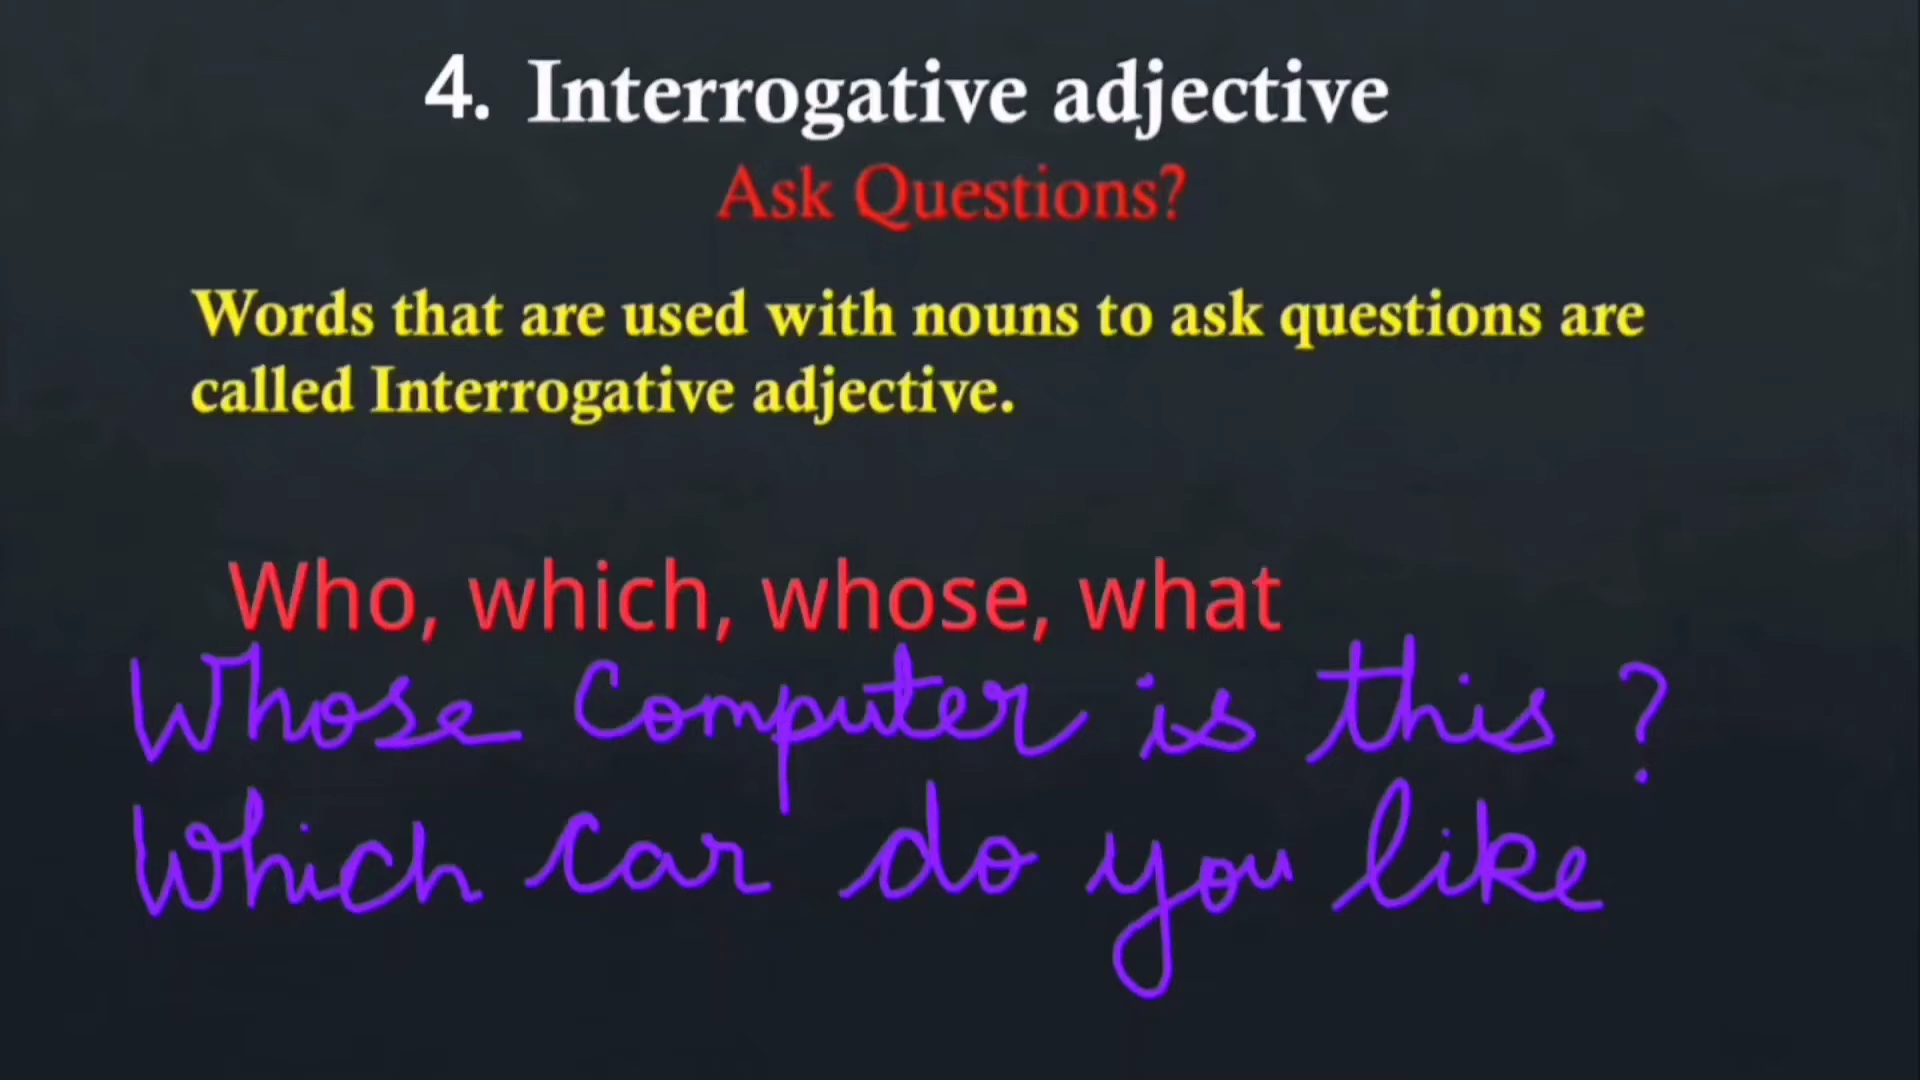 4. Interrogative adjective
Ask Questions?
Words that are used with nouns to ask questions are
called Interrogative adjective.
Who, which, whose, what
Whose Computer is this ?
Which car do you like